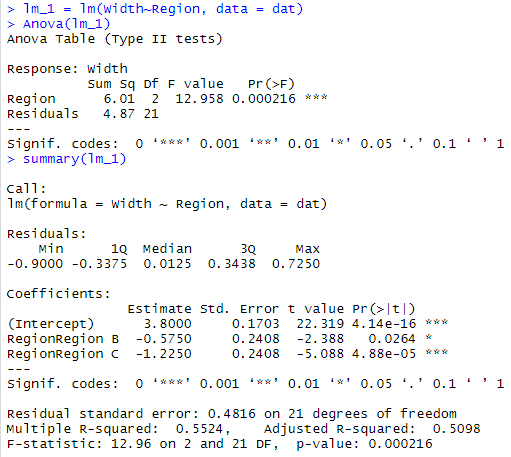 > lm_1 = lm(Width~Region, data = dat)
> Anova(lm_1)
Anova Table (Type II tests)

Response: Width
          Sum Sq Df F value   Pr(>F)
Region      6.01  2  12.958 0.000216 ***
Residuals   4.87 21
---
Signif. codes:  0 ‘***’ 0.001 ‘**’ 0.01 ‘*’ 0.05 ‘.’ 0.1 ‘ ’ 1
> summary(lm_1)

Call:
lm(formula = Width ~ Region, data = dat)

Residuals:
    Min      1Q  Median      3Q     Max
-0.9000 -0.3375  0.0125  0.3438  0.7250

Coefficients:
               Estimate Std. Error t value Pr(>|t|)
(Intercept)      3.8000     0.1703  22.319 4.14e-16 ***
RegionRegion B  -0.5750     0.2408  -2.388   0.0264 *
RegionRegion C  -1.2250     0.2408  -5.088 4.88e-05 ***
---
Signif. codes:  0 ‘***’ 0.001 ‘**’ 0.01 ‘*’ 0.05 ‘.’ 0.1 ‘ ’ 1

Residual standard error: 0.4816 on 21 degrees of freedom
Multiple R-squared:  0.5524,    Adjusted R-squared:  0.5098
F-statistic: 12.96 on 2 and 21 DF,  p-value: 0.000216